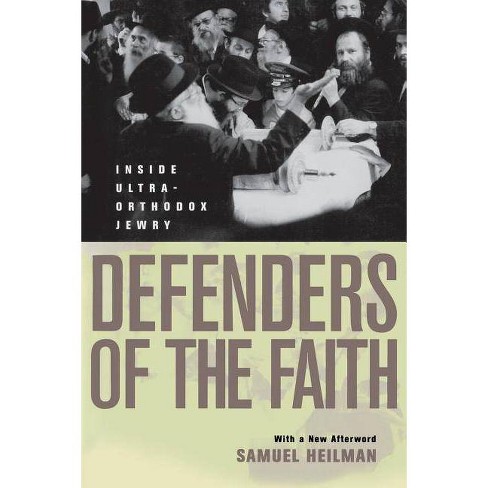 INSIDE
ULTRA-
ORTHODOX
JEWRY
DEFENDERS
OF THE FAITH
With a New Afterword
SAMUEL HEILMAN